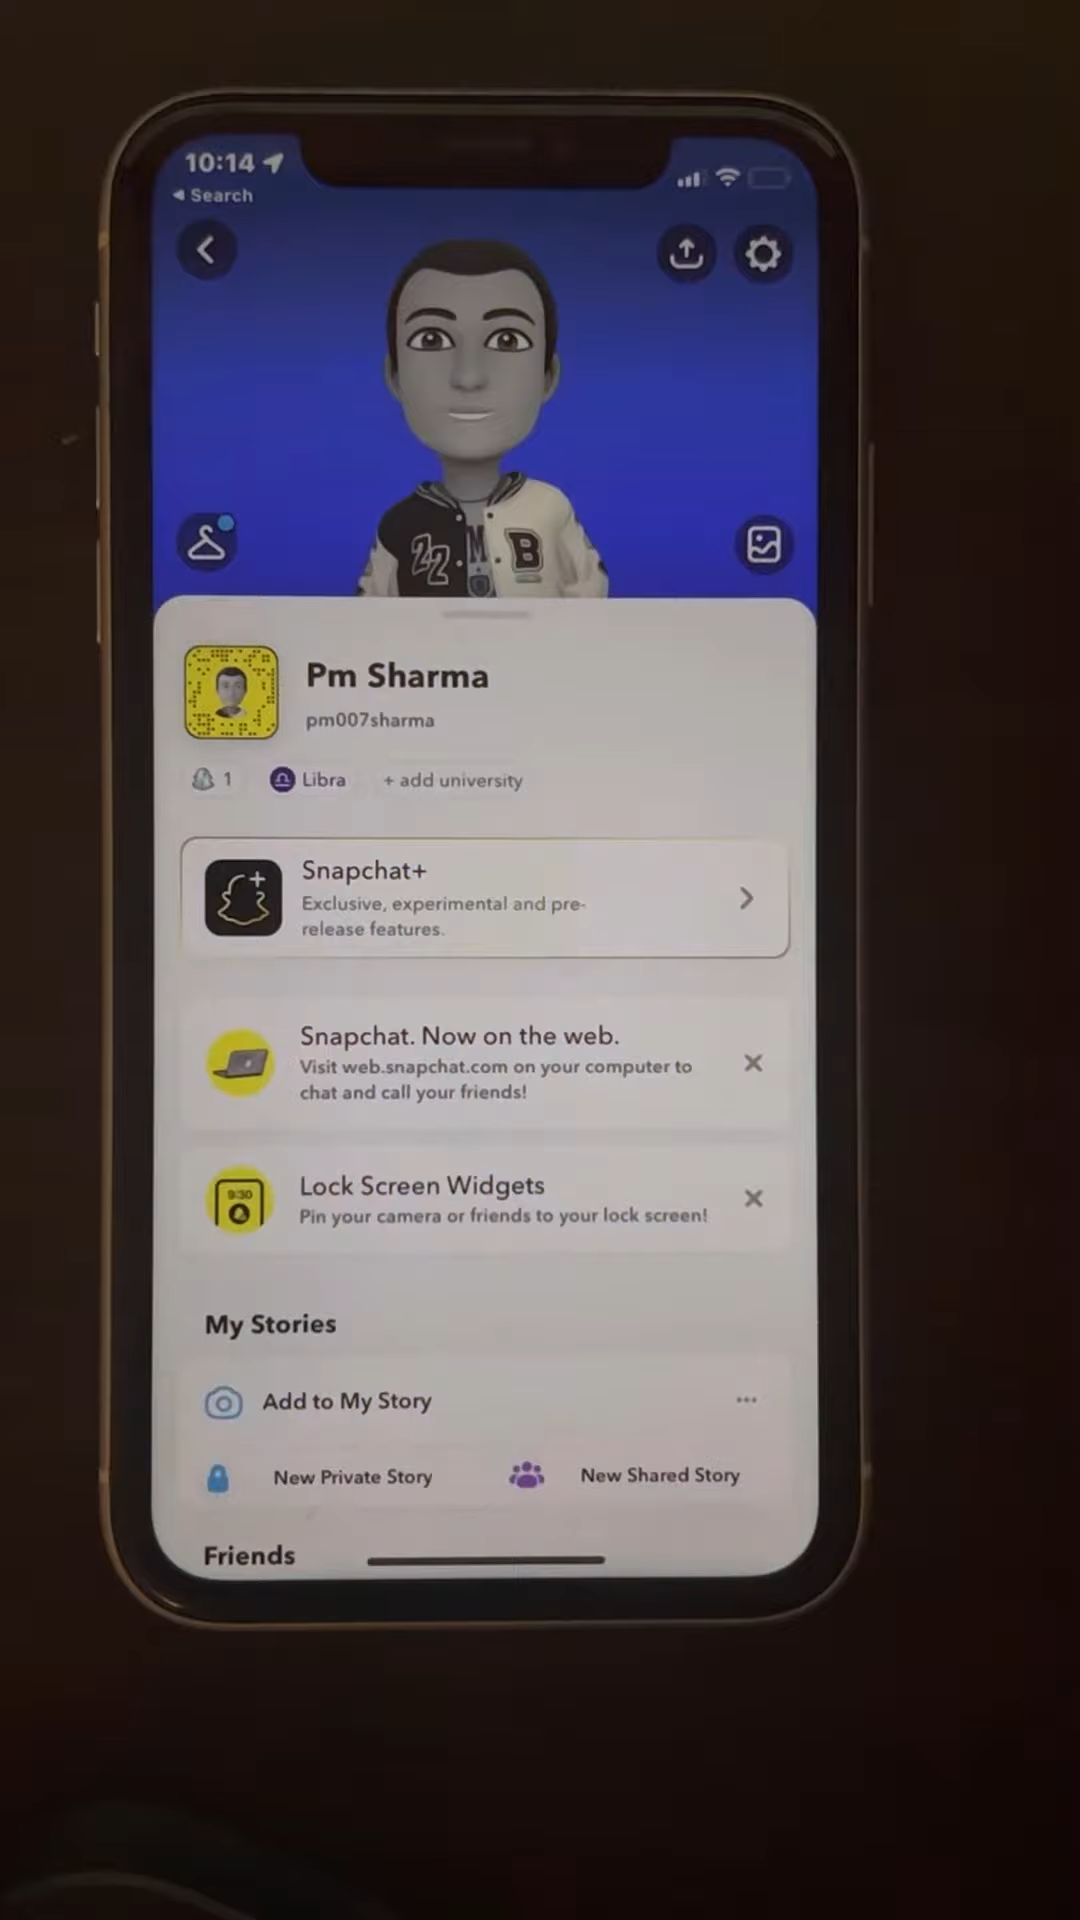 10:14
Search
22
M
B
Pm Sharma
pm007sharma
1
Libra
+ add university
Snapchat+
Exclusive, experimental and pre-
release features.
Snapchat. Now on the web.
Visit web.snapchat.com on your computer to
chat and call your friends!
9:30
Lock Screen Widgets
Pin your camera or friends to your lock screen!
My Stories
Add to My Story
New Private Story
New Shared Story
Friends